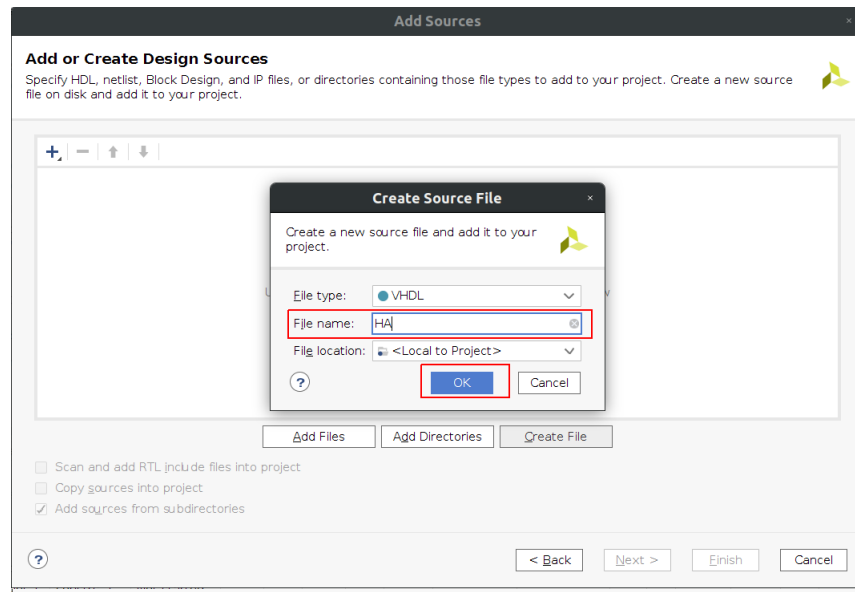 Add Sources
Add or Create Design Sources
Specify HDL, netlist, Block Design, and IP files, or directories containing those file types to add to your project. Create a new source
file on disk and add it to your project.
Create Source File
Create a new source file and add it to your
project.
File type: VHDL
File name: HA
File location: <Local to Project>
? OK Cancel
Add Files Add Directories Create File
Scan and add RTL include files into project
Copy sources into project
Add sources from subdirectories
? < Back Next > Finish Cancel